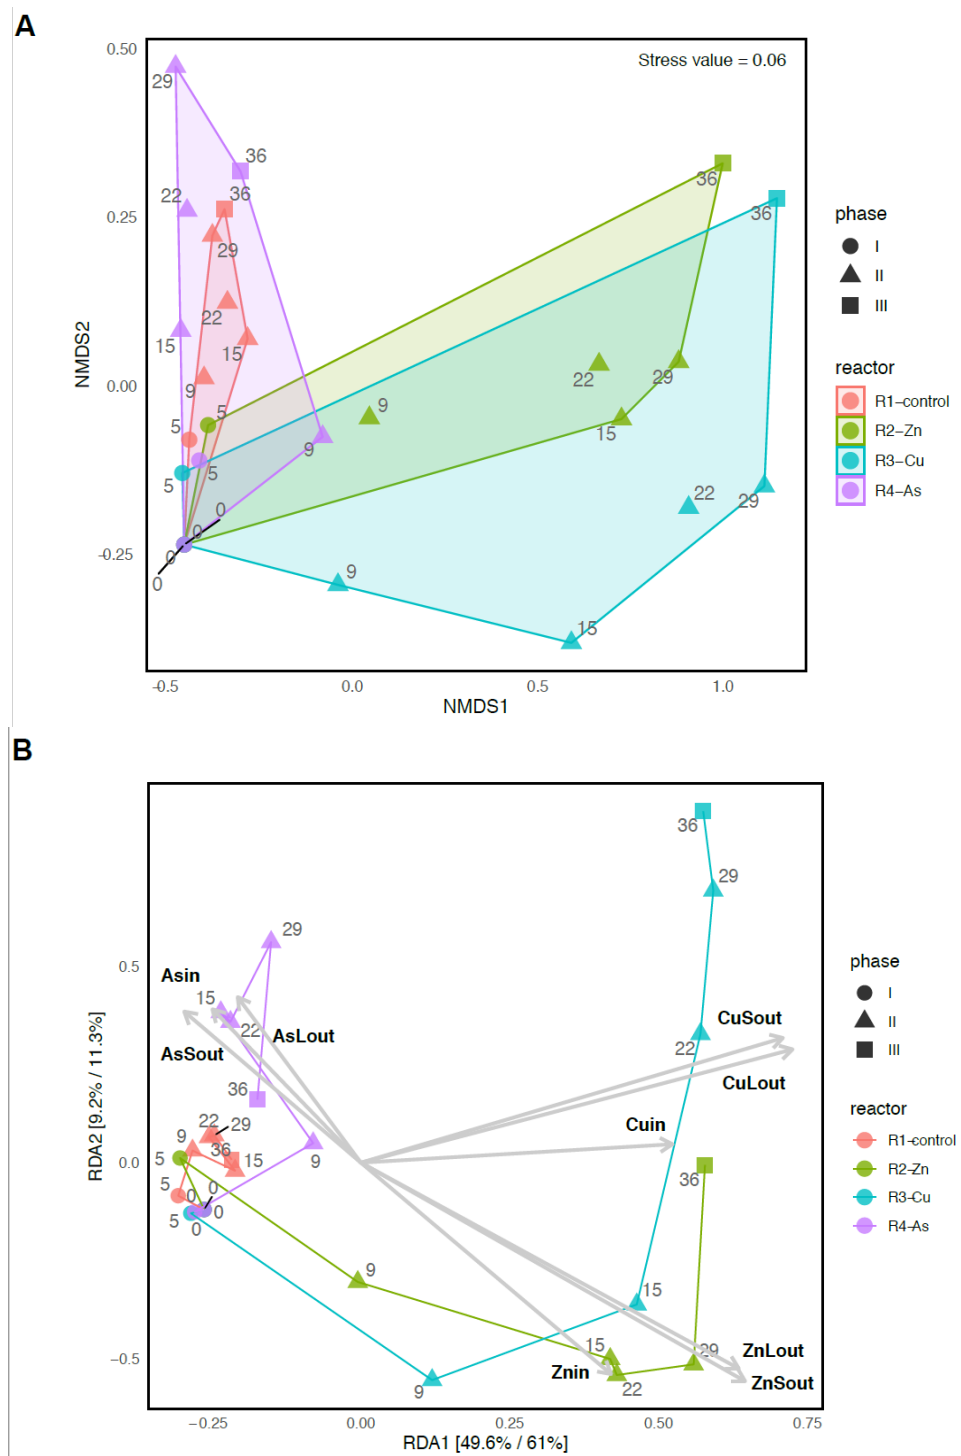 A
Stress value = 0.06
0.50
0.25
0.00
-0.25
NMDS2
29
36
22
36
29
22
15
15
9
5
5
5
5
9
0
0
0
0
9
22
29
15
36
36
22
29
9
15
-0.5
0.0
0.5
1.0
NMDS1
phase
I
II
III
reactor
R1-control
R2-Zn
R3-Cu
R4-As
B
0.5
0.0
−0.5
RDA2 [9.2% / 11.3%]
36
29
29
Asin
15
22
AsLout
AsSout
CuSout
22
CuLout
36
Cuin
22
29
9
36
15
5
9
36
5
0
0
0
5
0
9
15
15
29
ZnLout
Znin
22
ZnSout
9
−0.25
0.00
0.25
0.50
0.75
RDA1 [49.6% / 61%]
phase
I
II
III
reactor
R1-control
R2-Zn
R3-Cu
R4-As